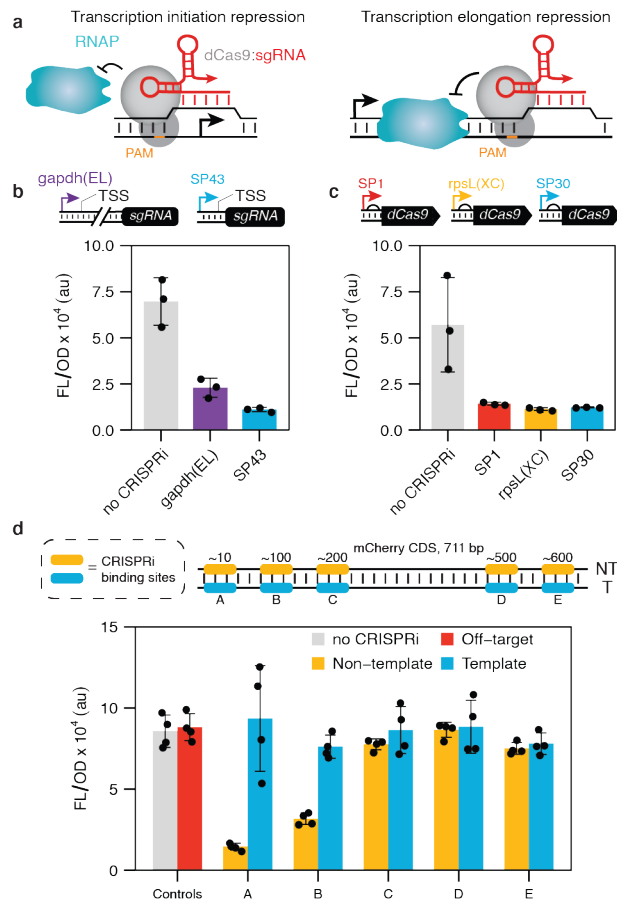 a
Transcription initiation repression
Transcription elongation repression
RNAP
dCas9:sgRNA
PAM
PAM
b
gapdh(EL)
TSS
sgRNA
SP43
TSS
sgRNA
FL/OD x 10⁴ (au)
10.0
7.5
5.0
2.5
0.0
no CRISPRi
gapdh(EL)
SP43
c
SP1
dCas9
rpsL(XC)
dCas9
SP30
dCas9
FL/OD x 10⁴ (au)
10.0
7.5
5.0
2.5
0.0
no CRISPRi
SP1
rpsL(XC)
SP30
d
= CRISPRi
binding sites
~10
~100
~200
mCherry CDS, 711 bp
~500
~600
NT
T
A
B
C
D
E
no CRISPRi
Off-target
Non-template
Template
FL/OD x 10⁴ (au)
15
10
5
0
Controls
A
B
C
D
E